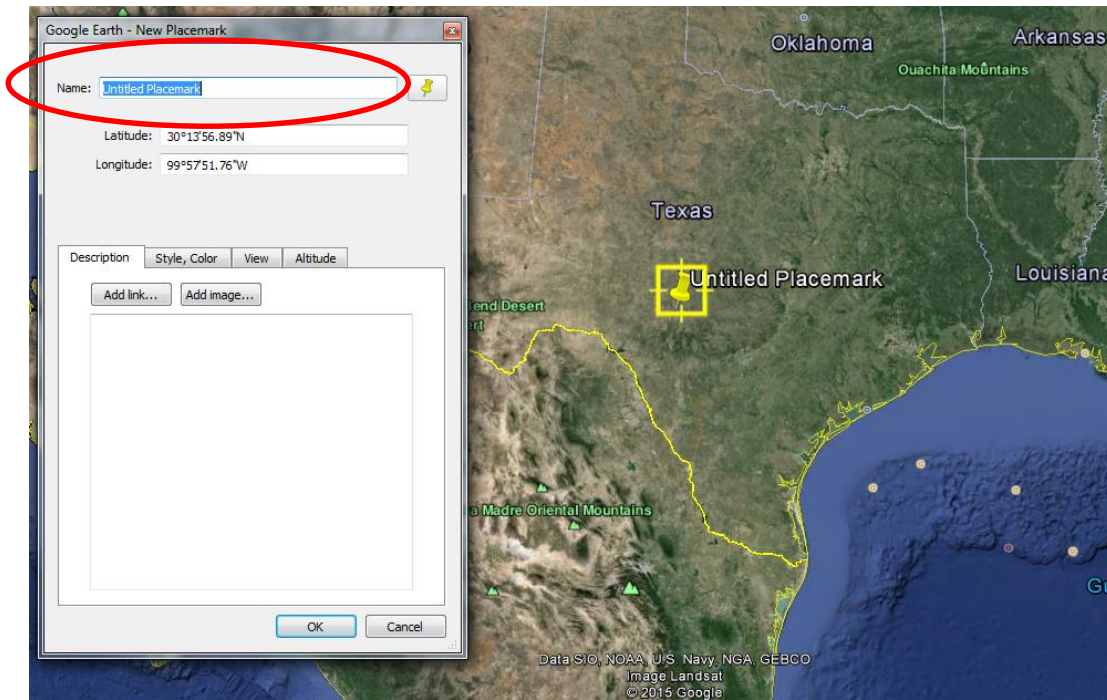 Google Earth - New Placemark
Name: Untitled Placemark
Latitude: 30°13'56.89"N
Longitude: 99°57'51.76"W
Description Style, Color View Altitude
Add link... Add image...
OK Cancel
Oklahoma
Arkansas
Ouachita Mountains
Texas
Untitled Placemark
Louisiana
Bend Desert
Madre Oriental Mountains
Data SIO, NOAA, U.S. Navy, NGA, GEBCO
Image Landsat
© 2015 Google